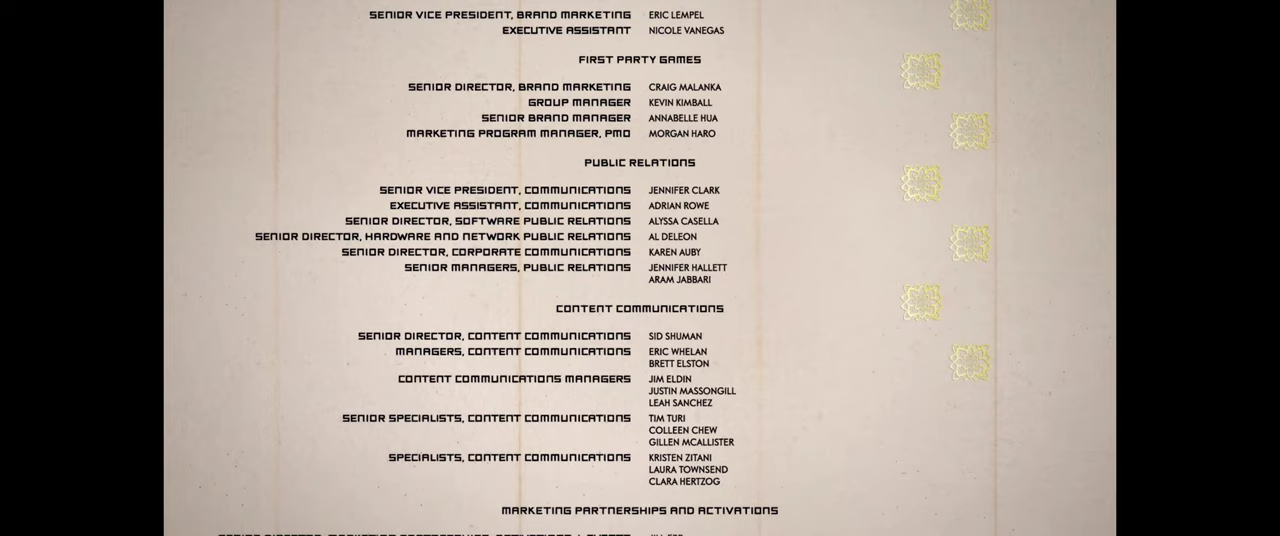 SENIOR VICE PRESIDENT, BRAND MARKETING ERIC LEMPEL
EXECUTIVE ASSISTANT NICOLE VANEGAS
FIRST PARTY GAMES
SENIOR DIRECTOR, BRAND MARKETING CRAIG MALANKA
GROUP MANAGER KEVIN KIMBALL
SENIOR BRAND MANAGER ANNABELLE HUA
MARKETING PROGRAM MANAGER, PMO MORGAN HARO
PUBLIC RELATIONS
SENIOR VICE PRESIDENT, COMMUNICATIONS JENNIFER CLARK
EXECUTIVE ASSISTANT, COMMUNICATIONS ADRIAN ROWE
SENIOR DIRECTOR, SOFTWARE PUBLIC RELATIONS ALYSSA CASELLA
SENIOR DIRECTOR, HARDWARE AND NETWORK PUBLIC RELATIONS AL DELEON
SENIOR DIRECTOR, CORPORATE COMMUNICATIONS KAREN AUBY
SENIOR MANAGERS, PUBLIC RELATIONS JENNIFER HALLETT
ARAM JABBARI
CONTENT COMMUNICATIONS
SENIOR DIRECTOR, CONTENT COMMUNICATIONS SID SHUMAN
MANAGERS, CONTENT COMMUNICATIONS ERIC WHELAN
BRETT ELSTON
CONTENT COMMUNICATIONS MANAGERS JIM ELDIN
JUSTIN MASSONGILL
LEAH SANCHEZ
SENIOR SPECIALISTS, CONTENT COMMUNICATIONS TIM TURI
COLLEEN CHEW
GILLEN MCALLISTER
SPECIALISTS, CONTENT COMMUNICATIONS KRISTEN ZITANI
LAURA TOWNSEND
CLARA HERTZOG
MARKETING PARTNERSHIPS AND ACTIVATIONS